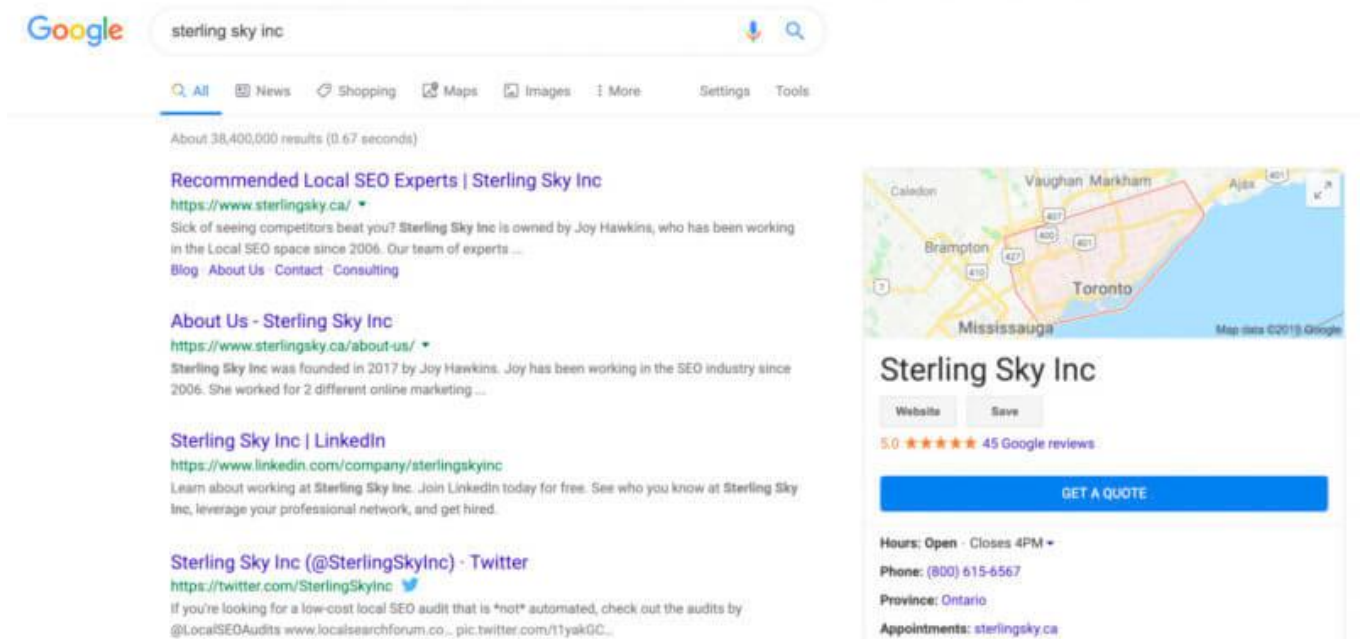 Google
sterling sky inc
All News Shopping Maps Images More Settings Tools
About 38,400,000 results (0.67 seconds)
Recommended Local SEO Experts | Sterling Sky Inc
https://www.sterlingsky.ca/
Sick of seeing competitors beat you? Sterling Sky Inc is owned by Joy Hawkins, who has been working
in the Local SEO space since 2006. Our team of experts ...
Blog · About Us · Contact · Consulting
About Us - Sterling Sky Inc
https://www.sterlingsky.ca/about-us/
Sterling Sky Inc was founded in 2017 by Joy Hawkins. Joy has been working in the SEO industry since
2006. She worked for 2 different online marketing ...
Sterling Sky Inc | LinkedIn
https://www.linkedin.com/company/sterlingskyinc
Learn about working at Sterling Sky Inc. Join LinkedIn today for free. See who you know at Sterling Sky
Inc, leverage your professional network, and get hired.
Sterling Sky Inc (@SterlingSkyInc) · Twitter
https://twitter.com/SterlingSkyInc
If you're looking for a low-cost local SEO audit that is *not* automated, check out the audits by
@LocalSEOAudits www.localsearchforum.co... pic.twitter.com/t1yakGC...
Caledon
Vaughan Markham
Ajax
401
407
400
401
Brampton
427
410
7
Toronto
Mississauga
Map data ©2019 Google
Sterling Sky Inc
Website Save
5.0 45 Google reviews
GET A QUOTE
Hours: Open · Closes 4PM
Phone: (800) 615-6567
Province: Ontario
Appointments: sterlingsky.ca